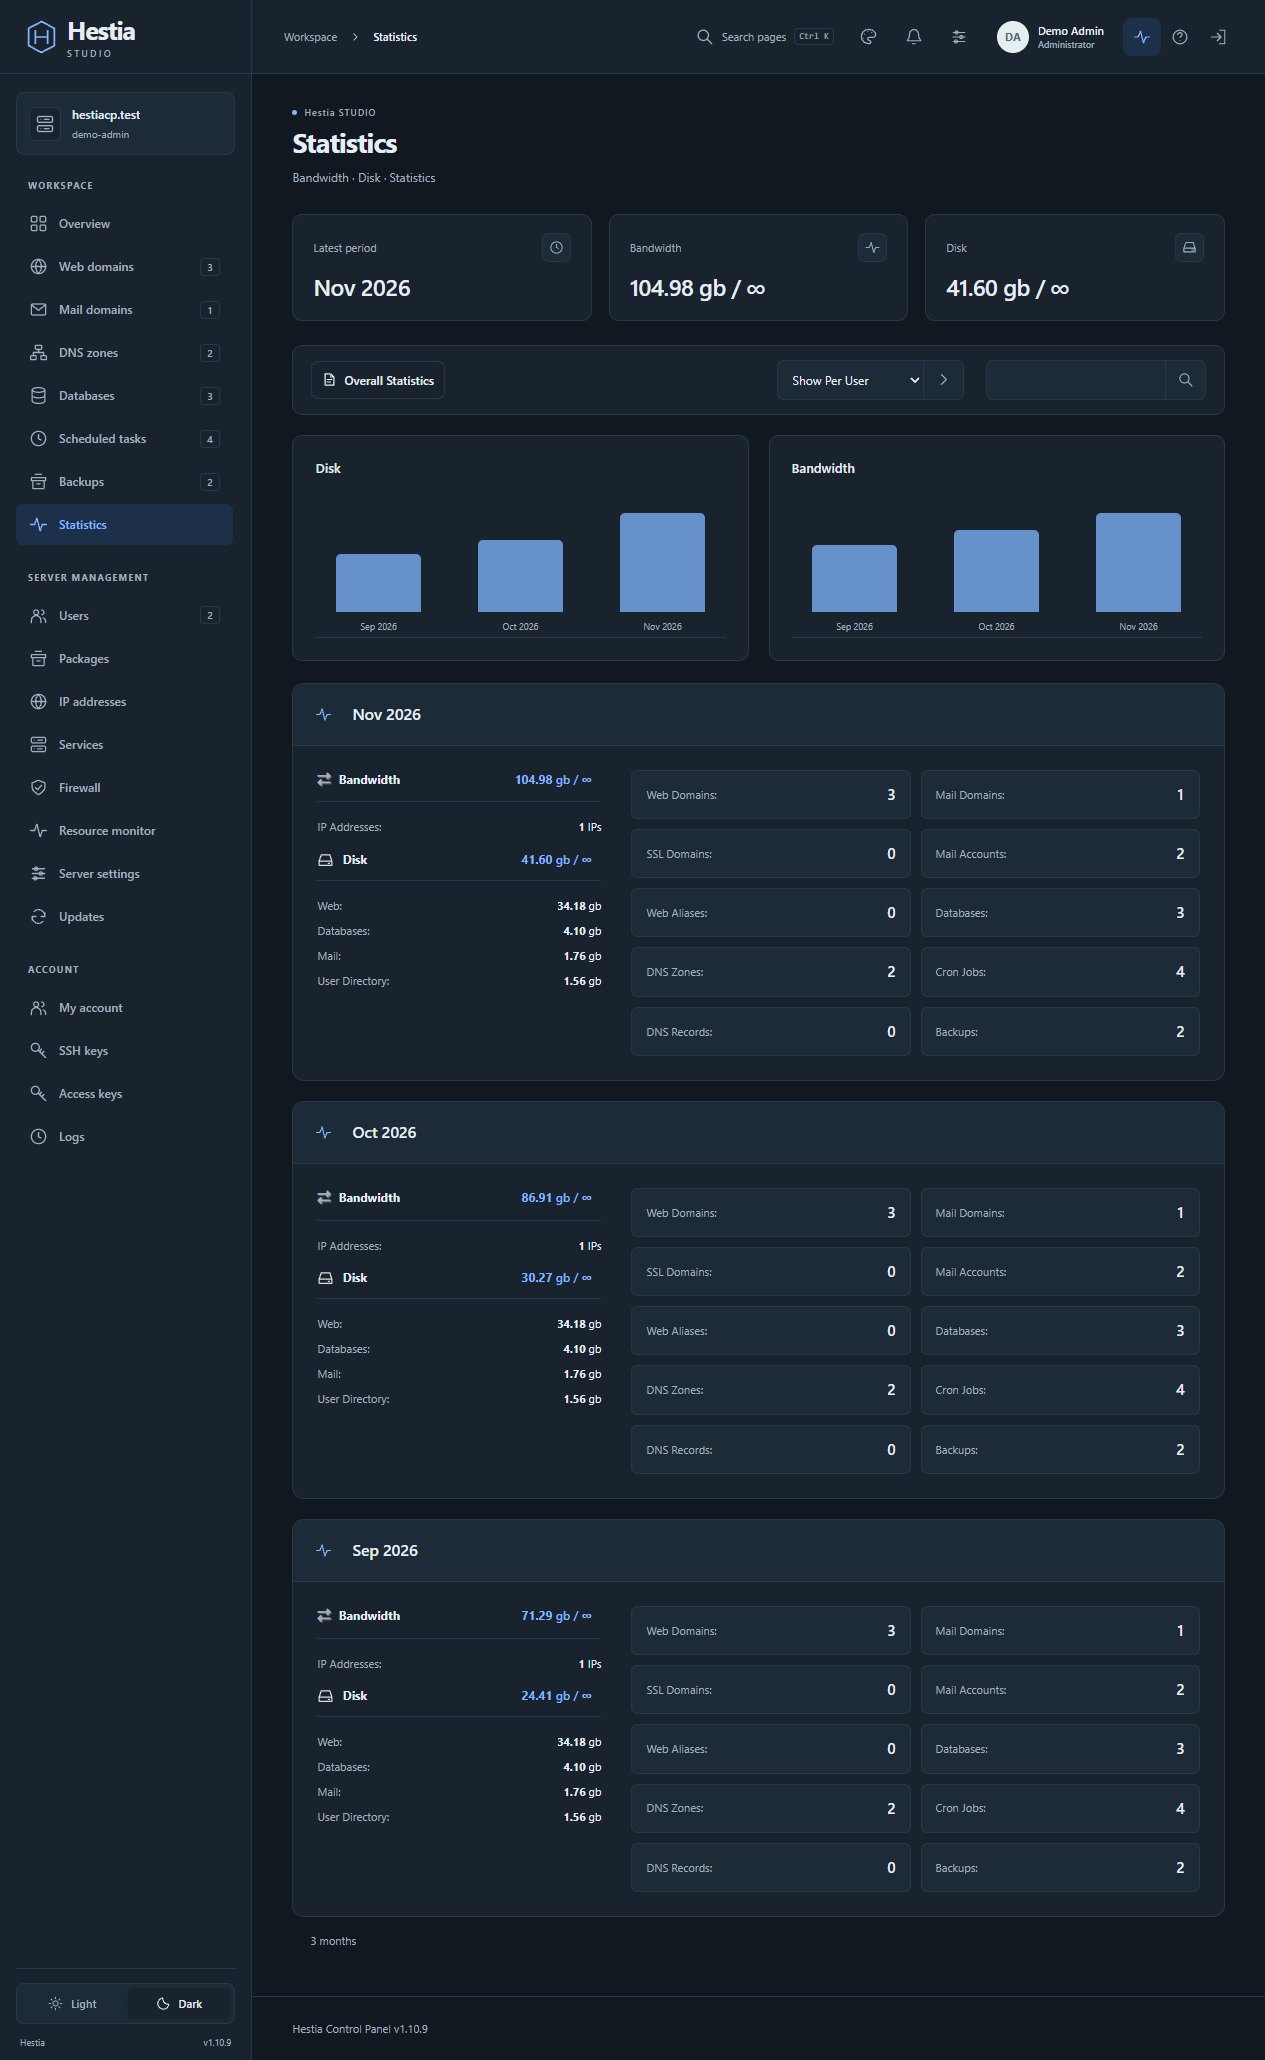 Hestia
STUDIO
hestiacp.test
demo-admin
WORKSPACE
Overview
Web domains 3
Mail domains 1
DNS zones 2
Databases 3
Scheduled tasks 4
Backups 2
Statistics
SERVER MANAGEMENT
Users 2
Packages
IP addresses
Services
Firewall
Resource monitor
Server settings
Updates
ACCOUNT
My account
SSH keys
Access keys
Logs
Light Dark
Hestia v1.10.9
Workspace > Statistics
Search pages Ctrl K
DA
Demo Admin
Administrator
Hestia STUDIO
Statistics
Bandwidth · Disk · Statistics
Latest period
Nov 2026
Bandwidth
104.98 gb / ∞
Disk
41.60 gb / ∞
Overall Statistics
Show Per User
Disk
Sep 2026 Oct 2026 Nov 2026
Bandwidth
Sep 2026 Oct 2026 Nov 2026
Nov 2026
Bandwidth 104.98 gb / ∞
IP Addresses: 1 IPs
Disk 41.60 gb / ∞
Web: 34.18 gb
Databases: 4.10 gb
Mail: 1.76 gb
User Directory: 1.56 gb
Web Domains: 3
Mail Domains: 1
SSL Domains: 0
Mail Accounts: 2
Web Aliases: 0
Databases: 3
DNS Zones: 2
Cron Jobs: 4
DNS Records: 0
Backups: 2
Oct 2026
Bandwidth 86.91 gb / ∞
IP Addresses: 1 IPs
Disk 30.27 gb / ∞
Web: 34.18 gb
Databases: 4.10 gb
Mail: 1.76 gb
User Directory: 1.56 gb
Web Domains: 3
Mail Domains: 1
SSL Domains: 0
Mail Accounts: 2
Web Aliases: 0
Databases: 3
DNS Zones: 2
Cron Jobs: 4
DNS Records: 0
Backups: 2
Sep 2026
Bandwidth 71.29 gb / ∞
IP Addresses: 1 IPs
Disk 24.41 gb / ∞
Web: 34.18 gb
Databases: 4.10 gb
Mail: 1.76 gb
User Directory: 1.56 gb
Web Domains: 3
Mail Domains: 1
SSL Domains: 0
Mail Accounts: 2
Web Aliases: 0
Databases: 3
DNS Zones: 2
Cron Jobs: 4
DNS Records: 0
Backups: 2
3 months
Hestia Control Panel v1.10.9